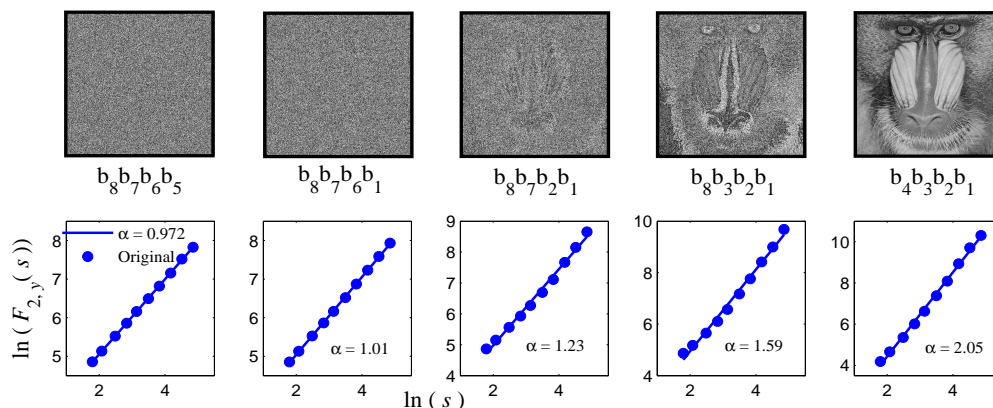 b8b7b6b5
b8b7b6b1
b8b7b2b1
b8b3b2b1
b4b3b2b1
ln ( F2, y ( s ) )
8
7
6
5
2
4
α = 0.972
Original
8
7
6
5
2
4
α = 1.01
9
8
7
6
5
4
2
4
α = 1.23
10
8
6
4
2
4
α = 1.59
10
8
6
4
2
4
α = 2.05
ln ( s )